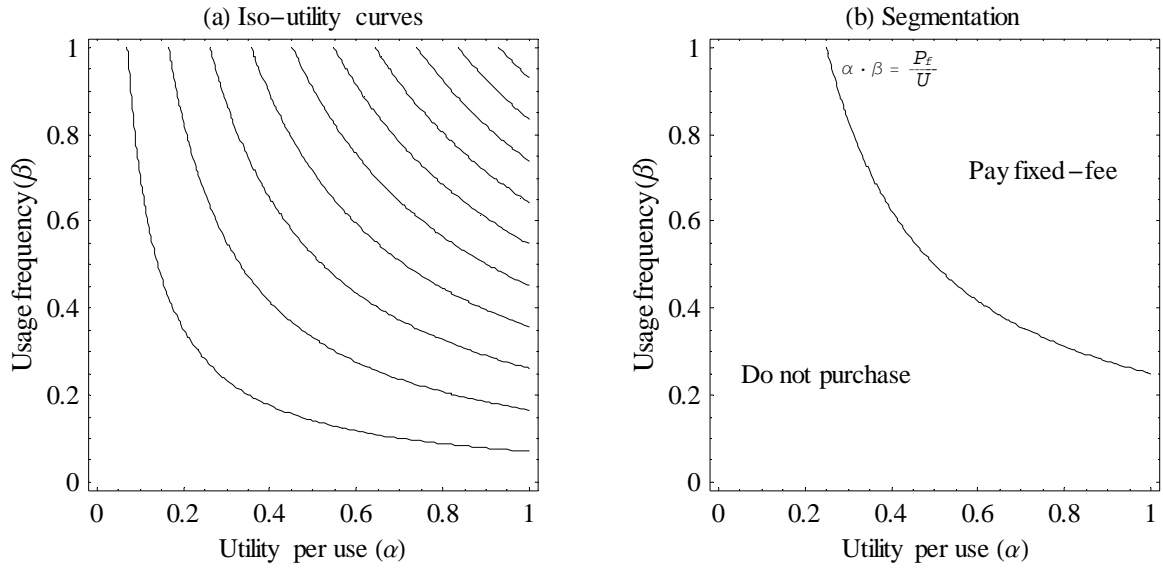 (a) Iso-utility curves
1
0.8
0.6
0.4
0.2
0
Usage frequency (β)
0 0.2 0.4 0.6 0.8 1
Utility per use (α)
(b) Segmentation
α · β = P_f / U
Pay fixed-fee
Do not purchase
1
0.8
0.6
0.4
0.2
0
Usage frequency (β)
0 0.2 0.4 0.6 0.8 1
Utility per use (α)